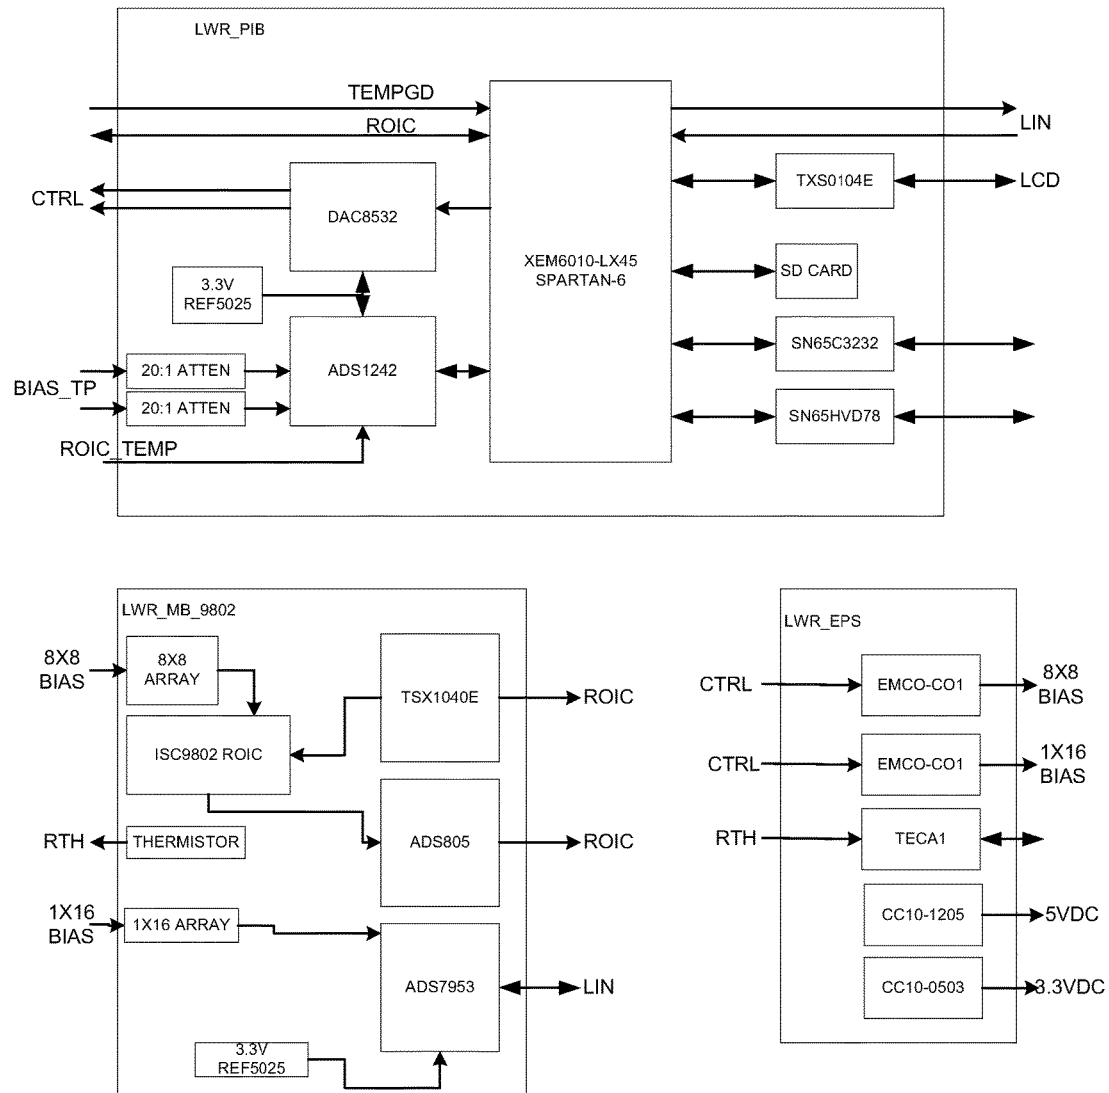 LWR_PIB
TEMPGD
ROIC
LIN
CTRL
DAC8532
TXS0104E
LCD
XEM6010-LX45
SPARTAN-6
SD CARD
3.3V
REF5025
20:1 ATTEN
BIAS_TP
20:1 ATTEN
ADS1242
SN65C3232
SN65HVD78
ROIC_TEMP
LWR_MB_9802
8X8
BIAS
8X8
ARRAY
TSX1040E
ROIC
ISC9802 ROIC
RTH
THERMISTOR
ADS805
ROIC
1X16
BIAS
1X16 ARRAY
ADS7953
LIN
3.3V
REF5025
LWR_EPS
CTRL
EMCO-CO1
8X8
BIAS
CTRL
EMCO-CO1
1X16
BIAS
RTH
TECA1
CC10-1205
5VDC
CC10-0503
3.3VDC